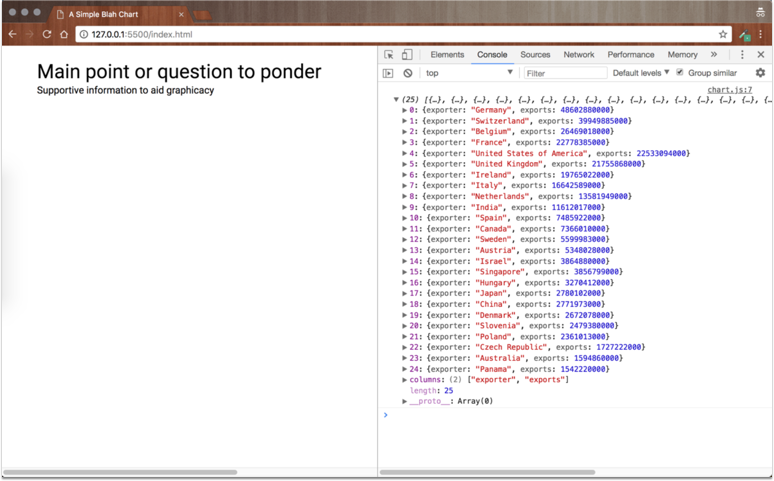 A Simple Blah Chart
127.0.0.1:5500/index.html
Elements Console Sources Network Performance Memory »
top Filter Default levels Group similar
Main point or question to ponder
Supportive information to aid graphicacy
chart.js:7
(25) [{…}, {…}, {…}, {…}, {…}, {…}, {…}, {…}, {…}, {…}, {…}, {…}, {…}, {…}, {…},
0: {exporter: "Germany", exports: 48602880000}
1: {exporter: "Switzerland", exports: 39949885000}
2: {exporter: "Belgium", exports: 26469018000}
3: {exporter: "France", exports: 22778385000}
4: {exporter: "United States of America", exports: 22533094000}
5: {exporter: "United Kingdom", exports: 21755868000}
6: {exporter: "Ireland", exports: 19765022000}
7: {exporter: "Italy", exports: 16642589000}
8: {exporter: "Netherlands", exports: 13581949000}
9: {exporter: "India", exports: 11612017000}
10: {exporter: "Spain", exports: 7485922000}
11: {exporter: "Canada", exports: 7366010000}
12: {exporter: "Sweden", exports: 5599983000}
13: {exporter: "Austria", exports: 5348028000}
14: {exporter: "Israel", exports: 3864880000}
15: {exporter: "Singapore", exports: 3856799000}
16: {exporter: "Hungary", exports: 3270412000}
17: {exporter: "Japan", exports: 2780102000}
18: {exporter: "China", exports: 2771973000}
19: {exporter: "Denmark", exports: 2672078000}
20: {exporter: "Slovenia", exports: 2479380000}
21: {exporter: "Poland", exports: 2361013000}
22: {exporter: "Czech Republic", exports: 1727222000}
23: {exporter: "Australia", exports: 1594860000}
24: {exporter: "Panama", exports: 1542220000}
columns: (2) ["exporter", "exports"]
length: 25
__proto__: Array(0)